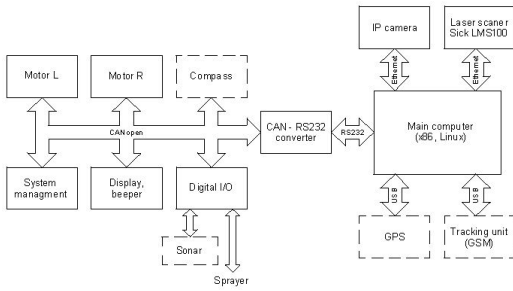 IP camera
Laser scaner
Sick LMS100
Ethernet
Ethernet
Motor L
Motor R
Compass
CANopen
CAN - RS232
converter
RS232
Main computer
(x86, Linux)
System
managment
Display,
beeper
Digital I/O
USB
USB
Sonar
Sprayer
GPS
Tracking unit
(GSM)